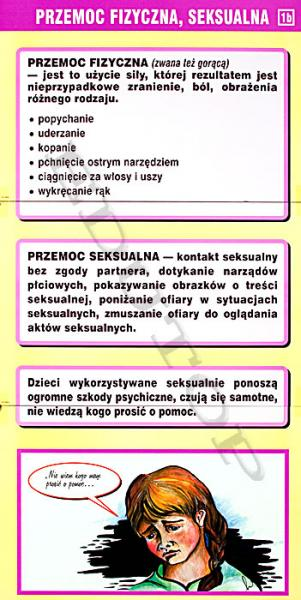 PRZEMOC FIZYCZNA, SEKSUALNA 1b
PRZEMOC FIZYCZNA (zwana też gorącą)
— jest to użycie siły, której rezultatem jest
nieprzypadkowe zranienie, ból, obrażenia
różnego rodzaju.
• popychanie
• uderzanie
• kopanie
• pchnięcie ostrym narzędziem
• ciągnięcie za włosy i uszy
• wykręcanie rąk
PRZEMOC SEKSUALNA — kontakt seksualny
bez zgody partnera, dotykanie narządów
płciowych, pokazywanie obrazków o treści
seksualnej, poniżanie ofiary w sytuacjach
seksualnych, zmuszanie ofiary do oglądania
aktów seksualnych.
Dzieci wykorzystywane seksualnie ponoszą
ogromne szkody psychiczne, czują się samotne,
nie wiedzą kogo prosić o pomoc.
„Nie wiem kogo mam
prosić o pomoc...
EDUTOP